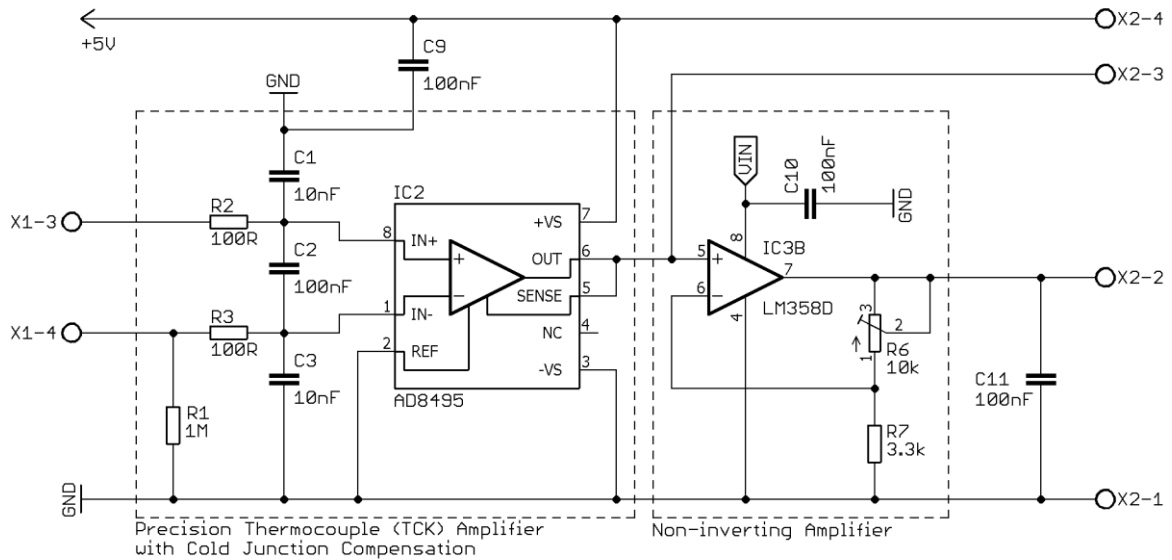 X2-4
+5V
C9
100nF
X2-3
GND
C1
10nF
VIN
C10
100nF
GND
IC2
X1-3
R2
100R
+VS
7
8
IN+
OUT
6
C2
100nF
SENSE
5
8
IC3B
5
7
X2-2
6
LM358D
4
X1-4
R3
100R
1
IN-
NC
4
2
REF
-VS
3
C3
10nF
AD8495
3
2
1
R6
10k
C11
100nF
R1
1M
R7
3.3k
GND
X2-1
Precision Thermocouple (TCK) Amplifier
with Cold Junction Compensation
Non-inverting Amplifier